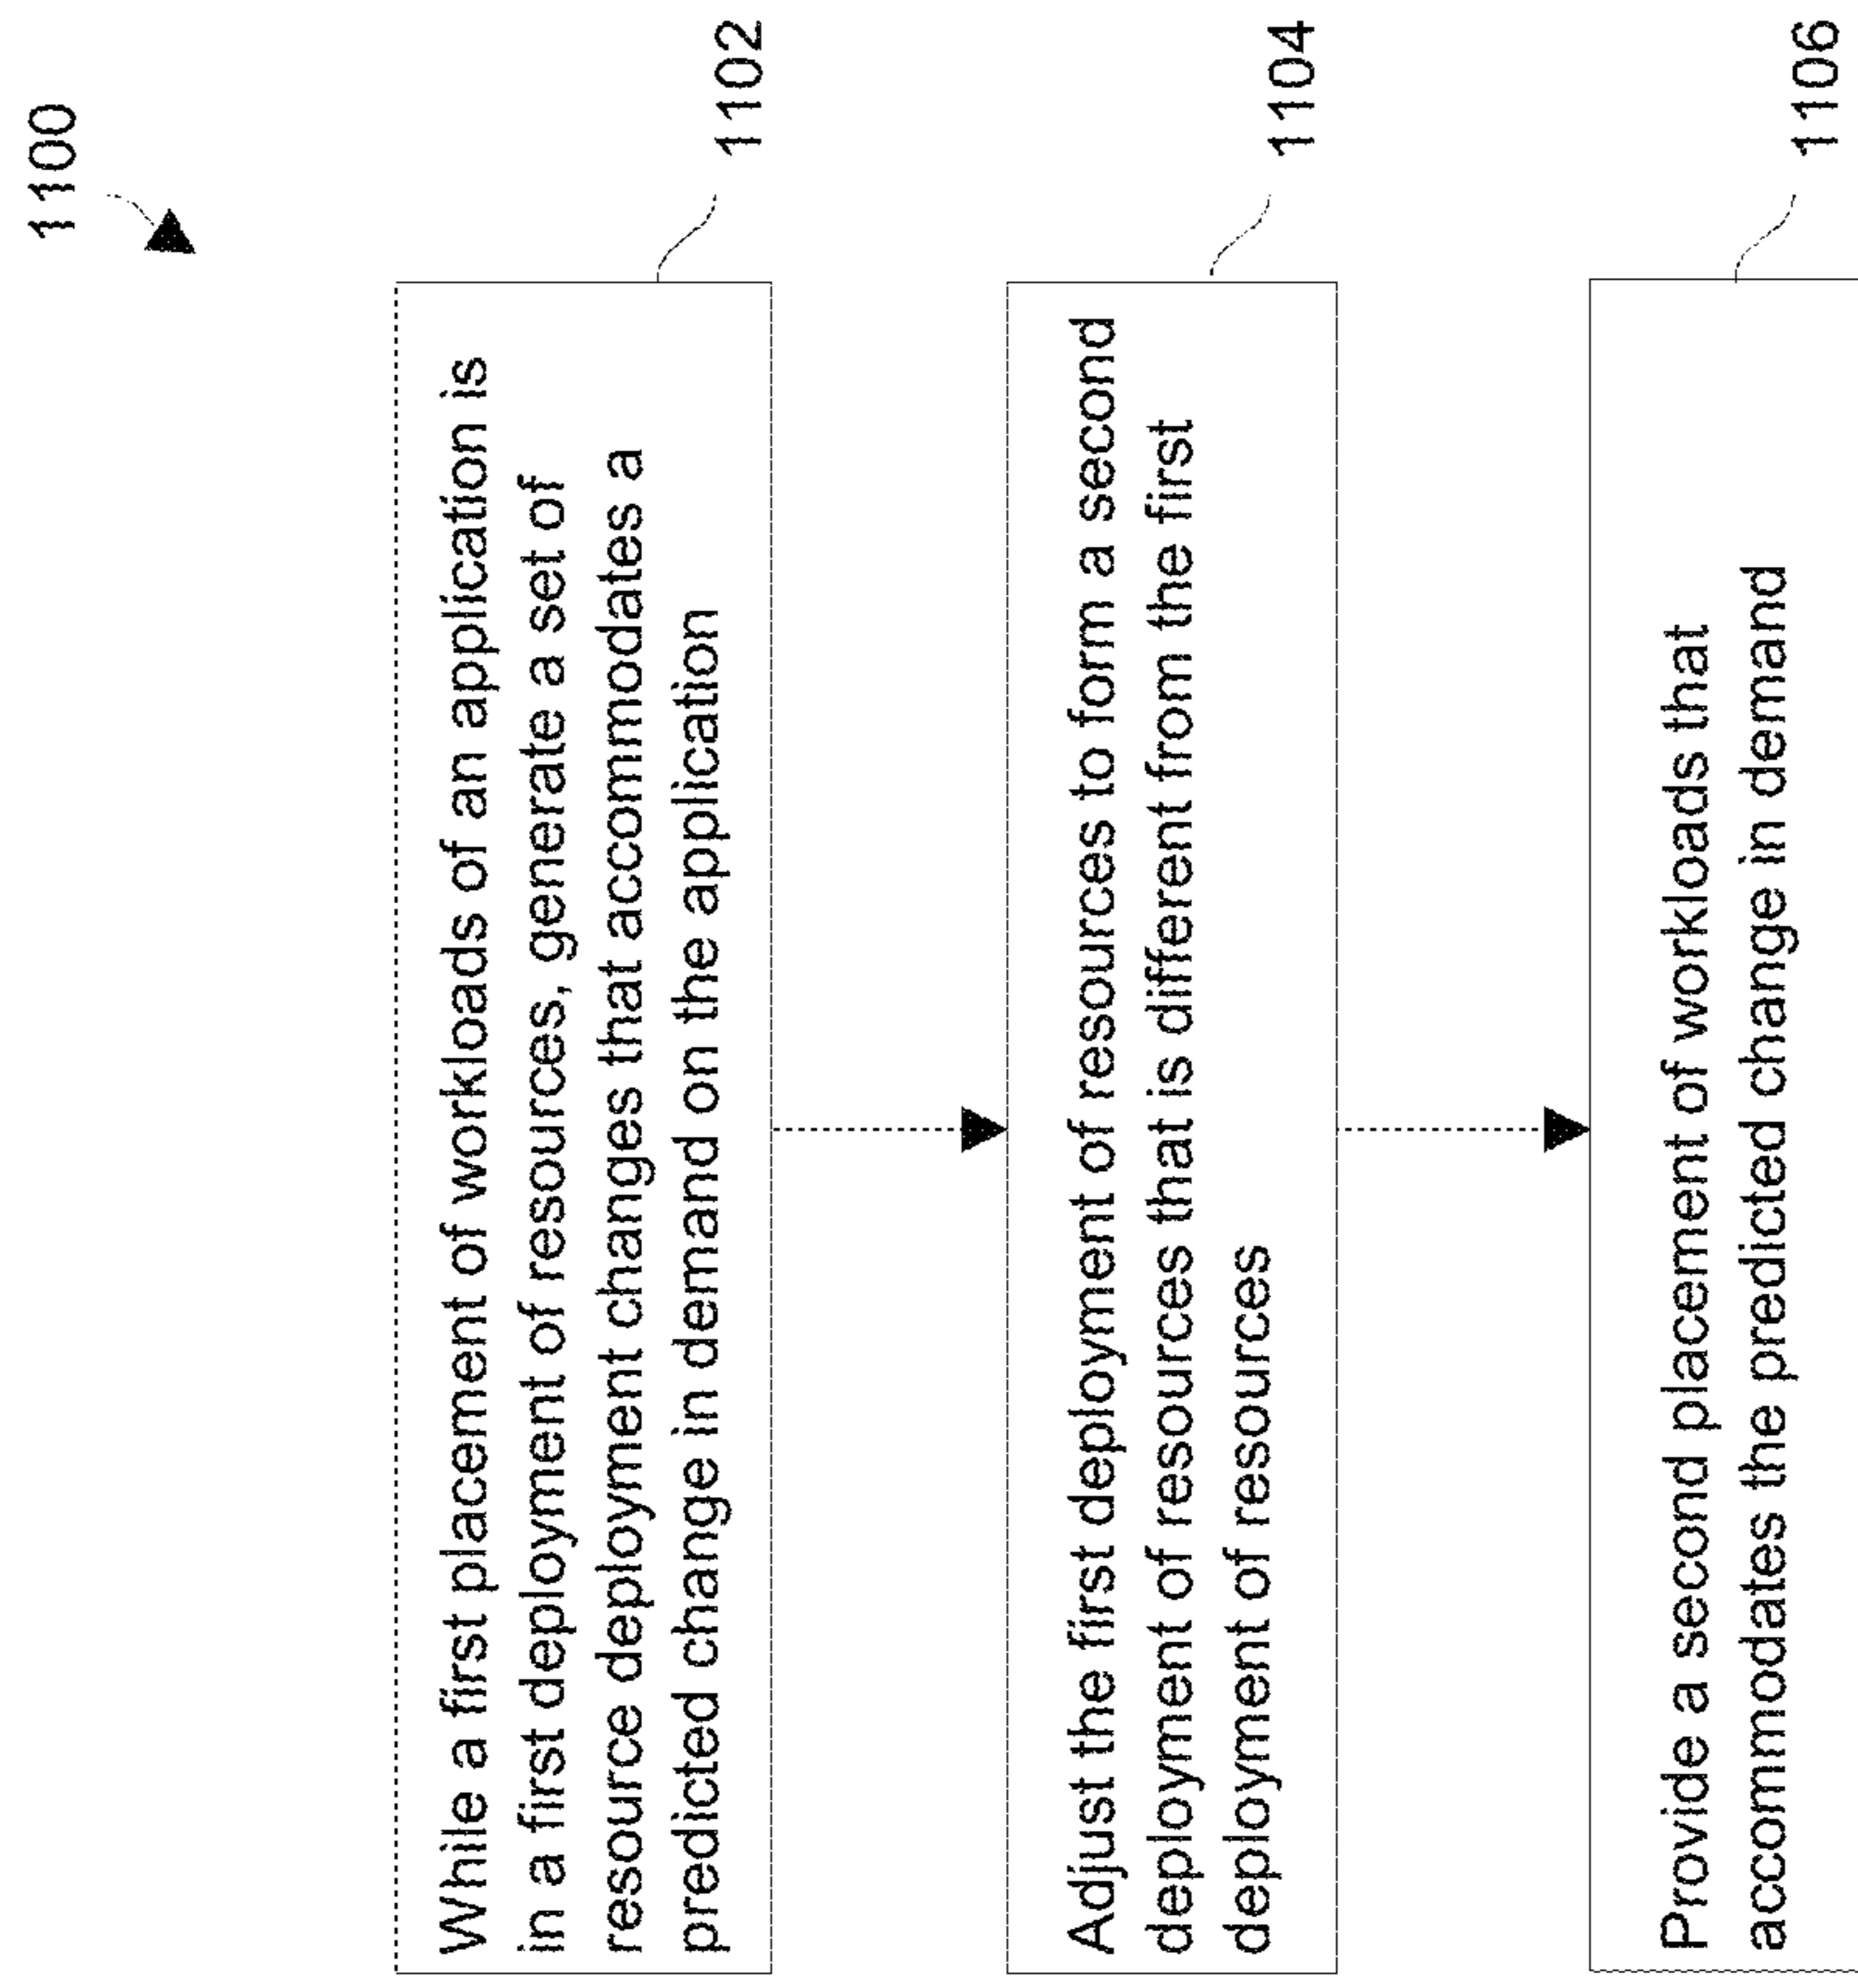 1100
While a first placement of workloads of an application is
in a first deployment of resources, generate a set of
resource deployment changes that accommodates a
predicted change in demand on the application
1102
Adjust the first deployment of resources to form a second
deployment of resources that is different from the first
deployment of resources
1104
Provide a second placement of workloads that
accommodates the predicted change in demand
1106